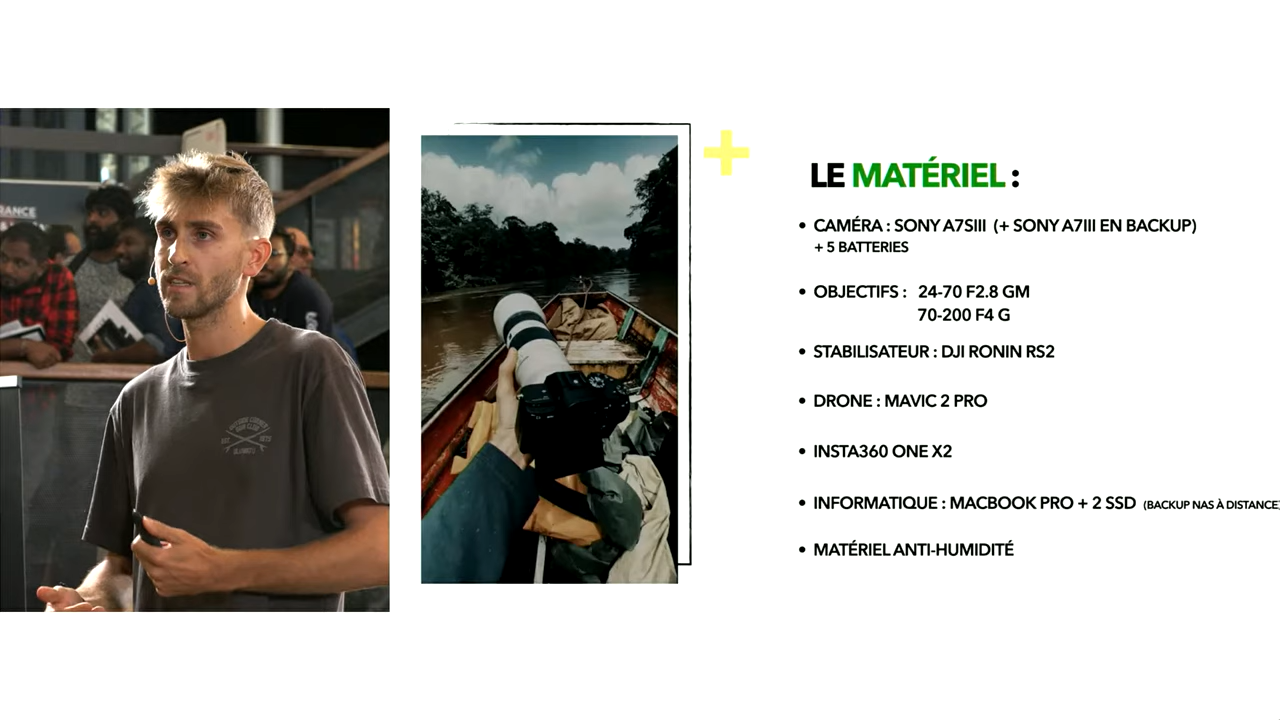 LE MATÉRIEL :
• CAMÉRA : SONY A7SIII (+ SONY A7III EN BACKUP)
+ 5 BATTERIES
• OBJECTIFS : 24-70 F2.8 GM
70-200 F4 G
• STABILISATEUR : DJI RONIN RS2
• DRONE : MAVIC 2 PRO
• INSTA360 ONE X2
• INFORMATIQUE : MACBOOK PRO + 2 SSD (BACKUP NAS À DISTANCE)
• MATÉRIEL ANTI-HUMIDITÉ